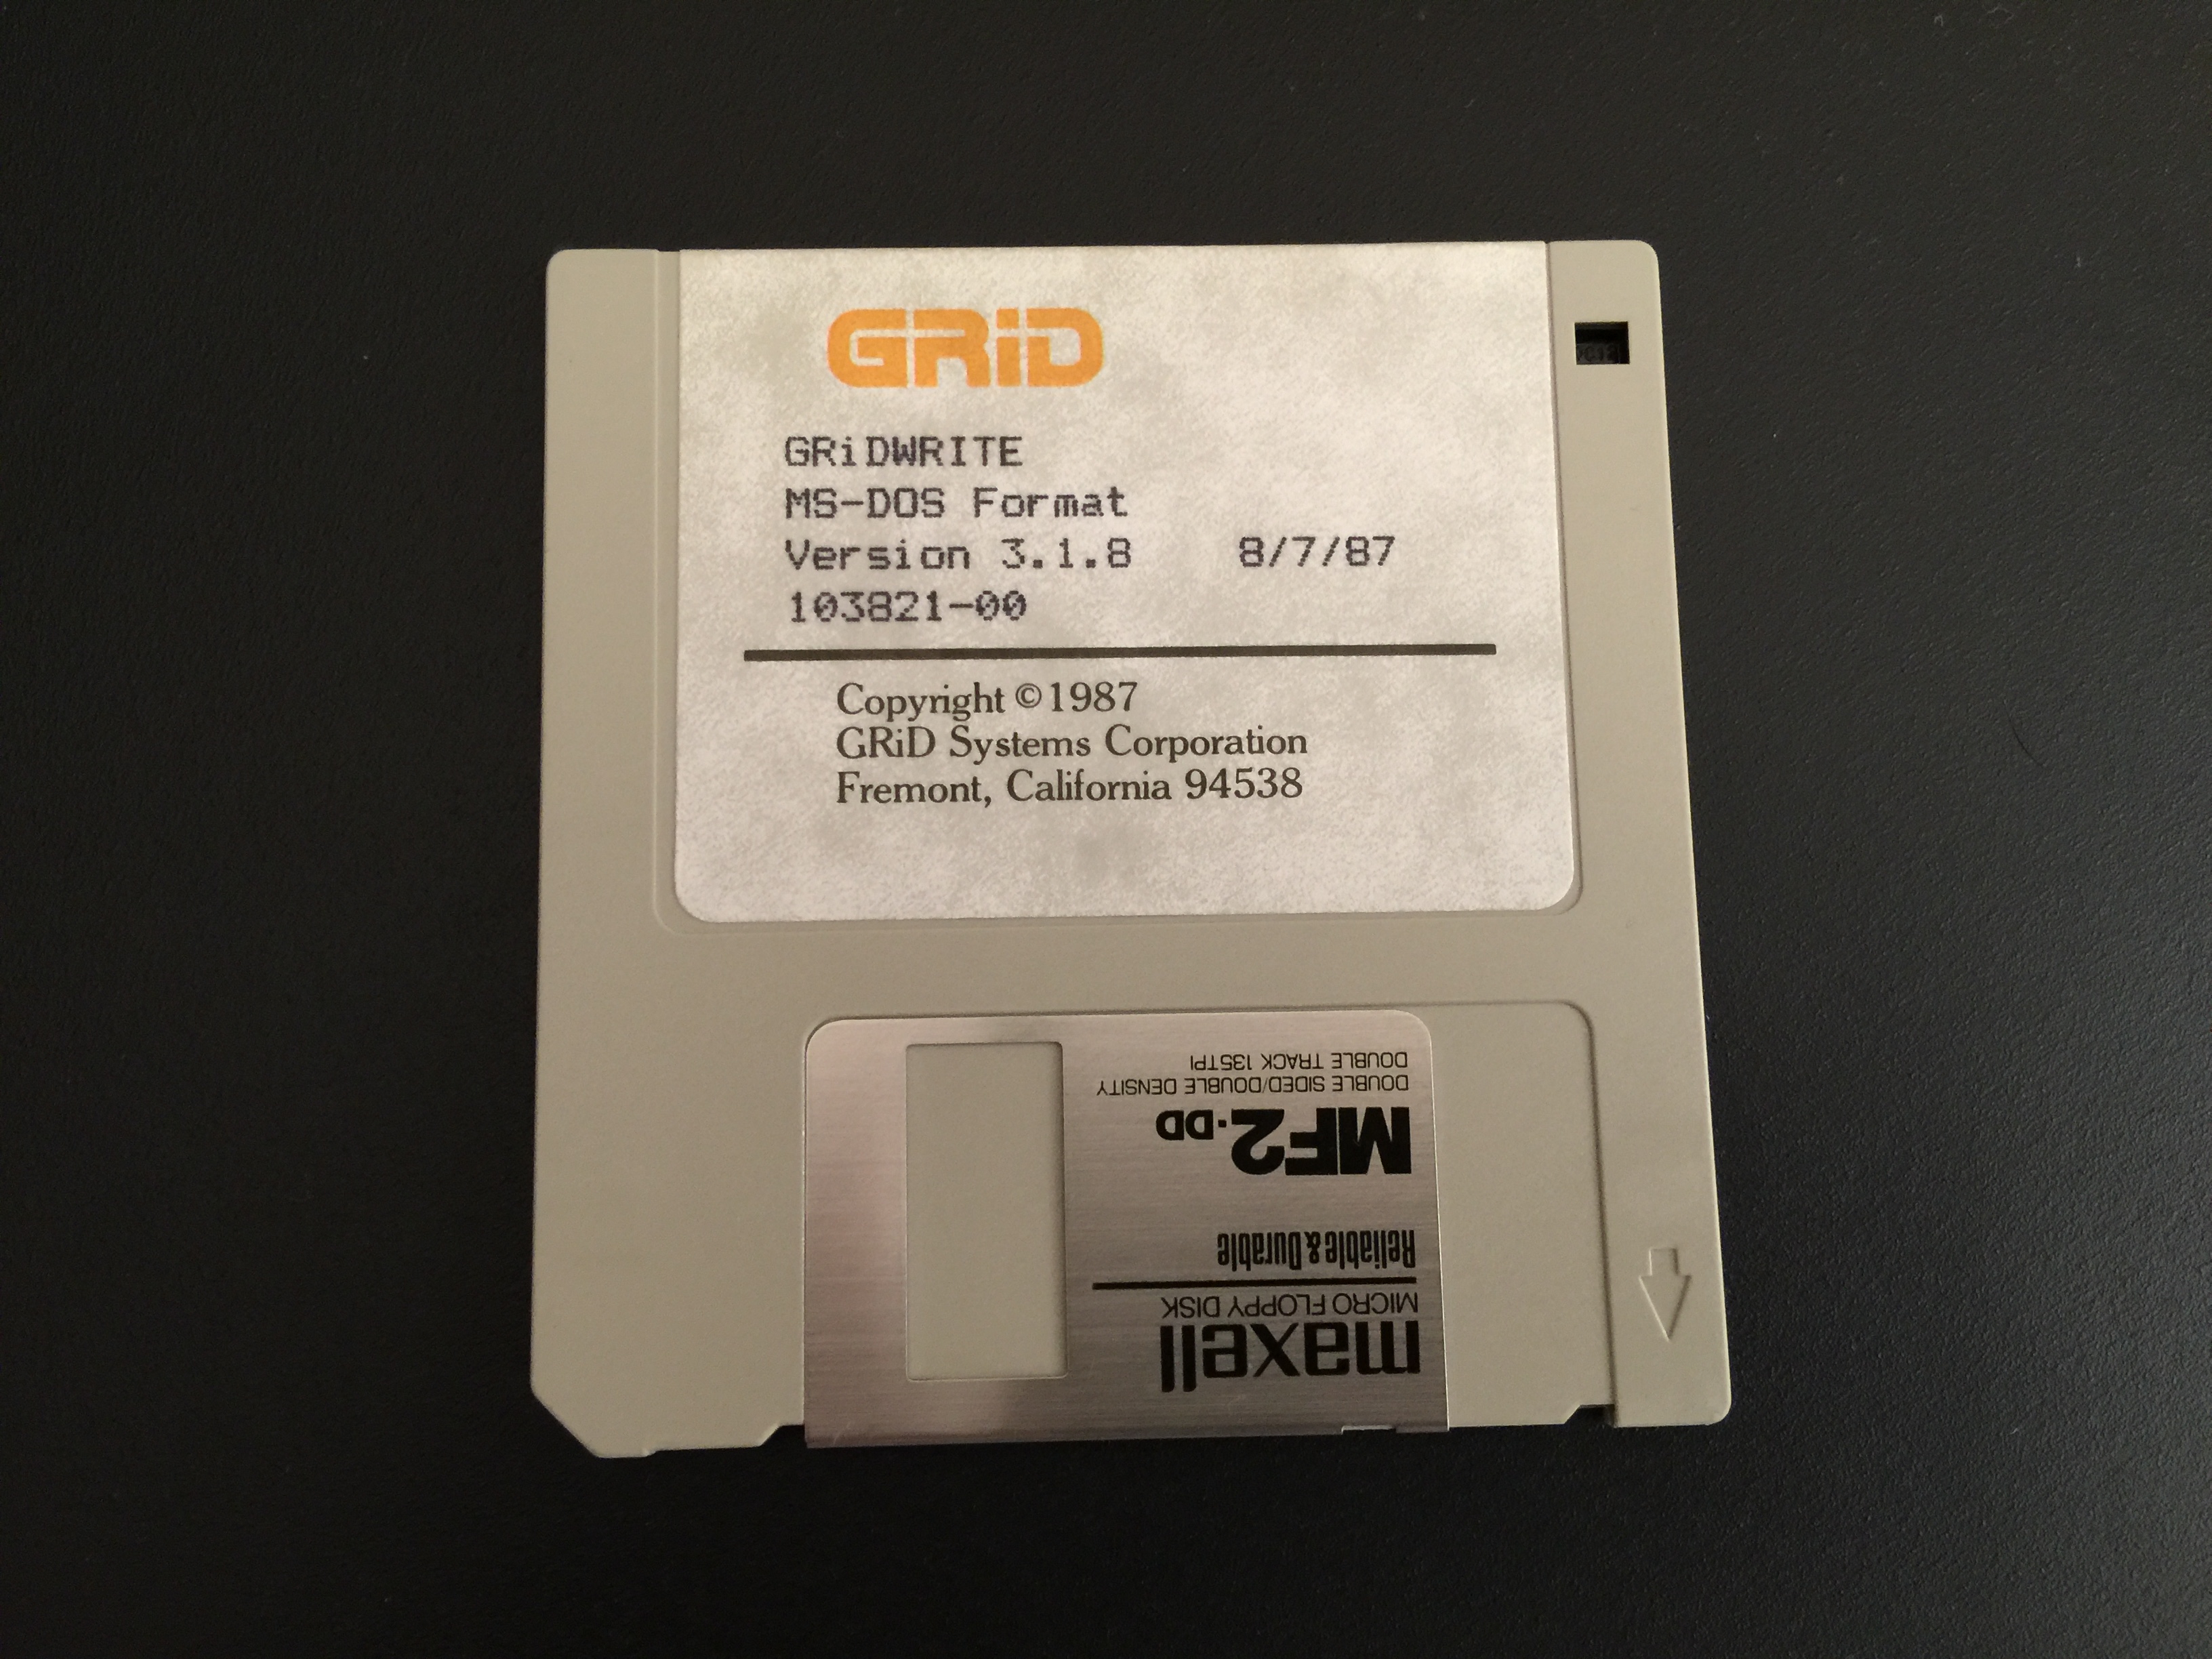 GRiD
GRiDWRITE
MS-DOS Format
Version 3.1.8 8/7/87
103821-00
Copyright ©1987
GRiD Systems Corporation
Fremont, California 94538
maxell
MICRO FLOPPY DISK
Reliable & Durable
MF2-DD
DOUBLE SIDED/DOUBLE DENSITY
DOUBLE TRACK 135TPI